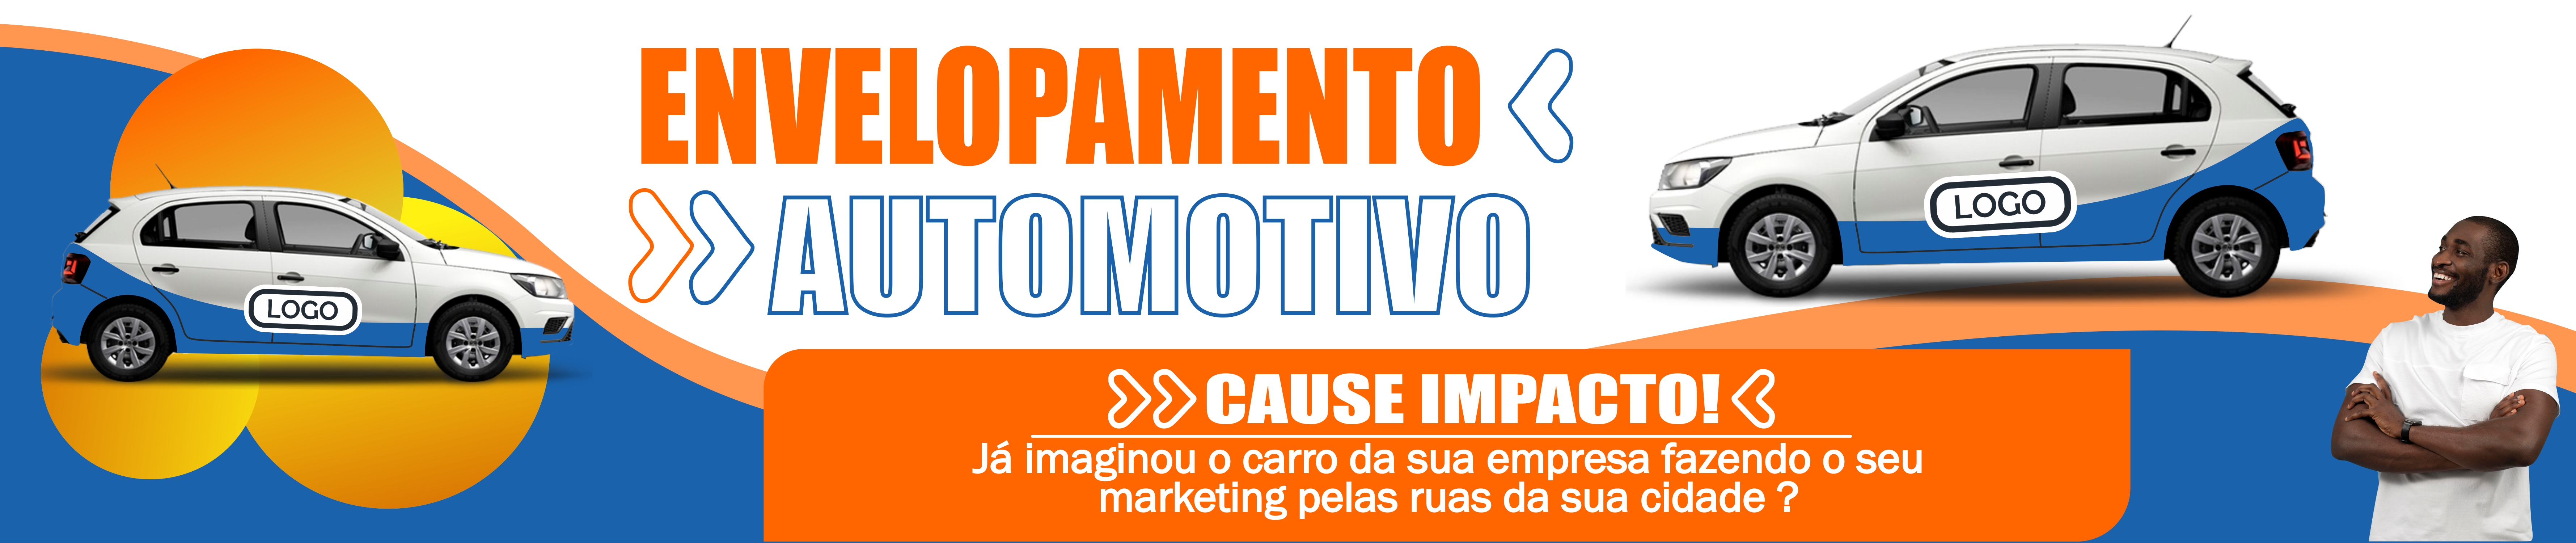 ENVELOPAMENTO
AUTOMOTIVO
LOGO
LOGO
CAUSE IMPACTO!
Já imaginou o carro da sua empresa fazendo o seu
marketing pelas ruas da sua cidade ?